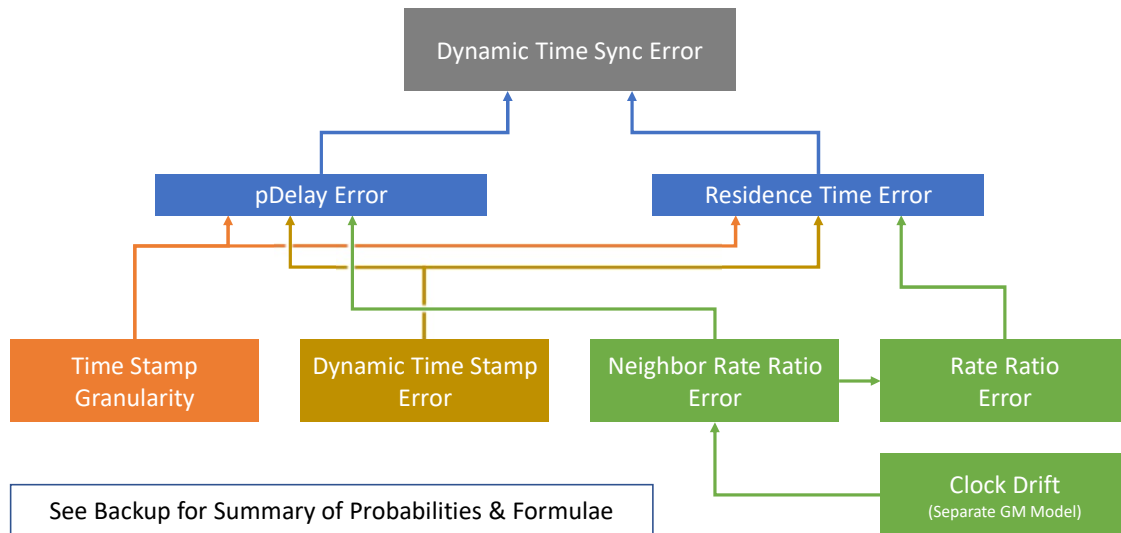 Dynamic Time Sync Error
pDelay Error
Residence Time Error
Time Stamp
Granularity
Dynamic Time Stamp
Error
Neighbor Rate Ratio
Error
Rate Ratio
Error
Clock Drift
(Separate GM Model)
See Backup for Summary of Probabilities & Formulae